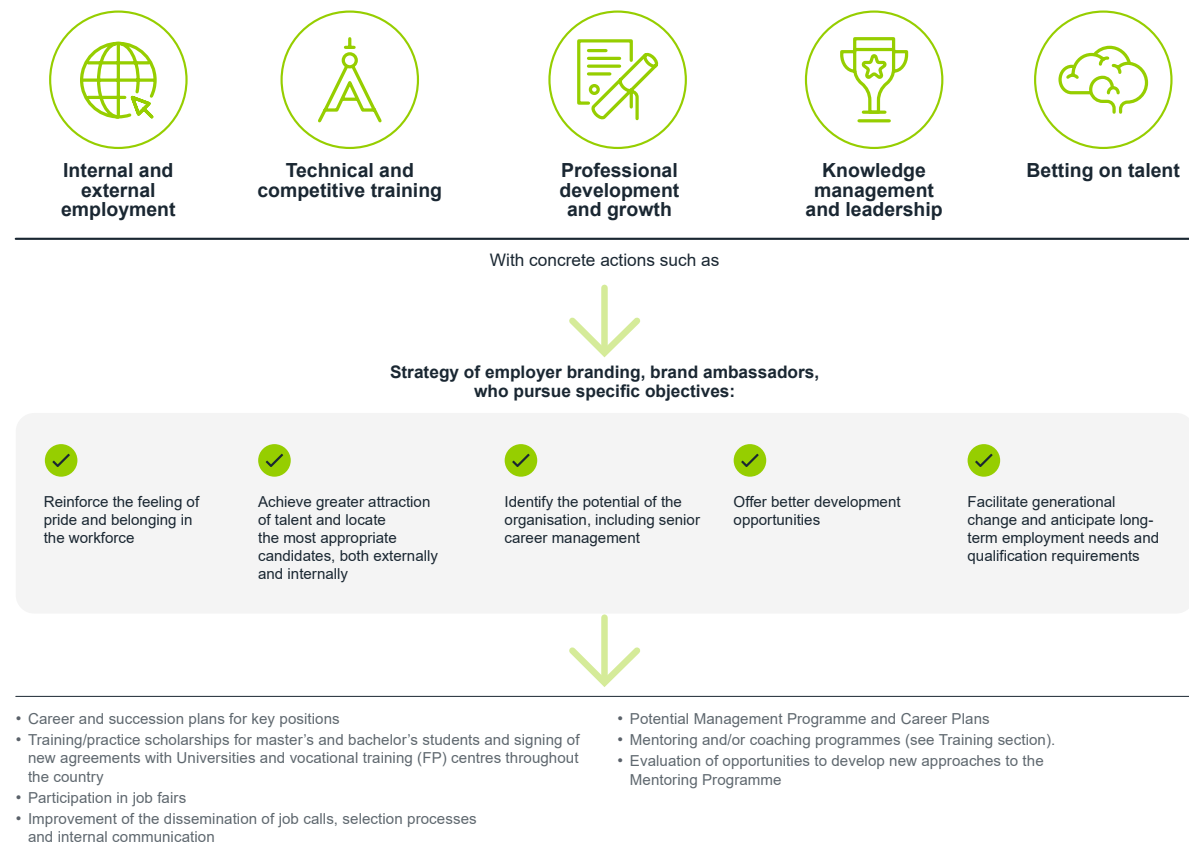 Internal and
external
employment
Technical and
competitive training
Professional
development
and growth
Knowledge
management
and leadership
Betting on talent
With concrete actions such as
Strategy of employer branding, brand ambassadors,
who pursue specific objectives:
Reinforce the feeling of
pride and belonging in
the workforce
Achieve greater attraction
of talent and locate
the most appropriate
candidates, both externally
and internally
Identify the potential of the
organisation, including senior
career management
Offer better development
opportunities
Facilitate generational
change and anticipate long-
term employment needs and
qualification requirements
• Career and succession plans for key positions
• Training/practice scholarships for master’s and bachelor’s students and signing of
new agreements with Universities and vocational training (FP) centres throughout
the country
• Participation in job fairs
• Improvement of the dissemination of job calls, selection processes
and internal communication
• Potential Management Programme and Career Plans
• Mentoring and/or coaching programmes (see Training section).
• Evaluation of opportunities to develop new approaches to the
Mentoring Programme